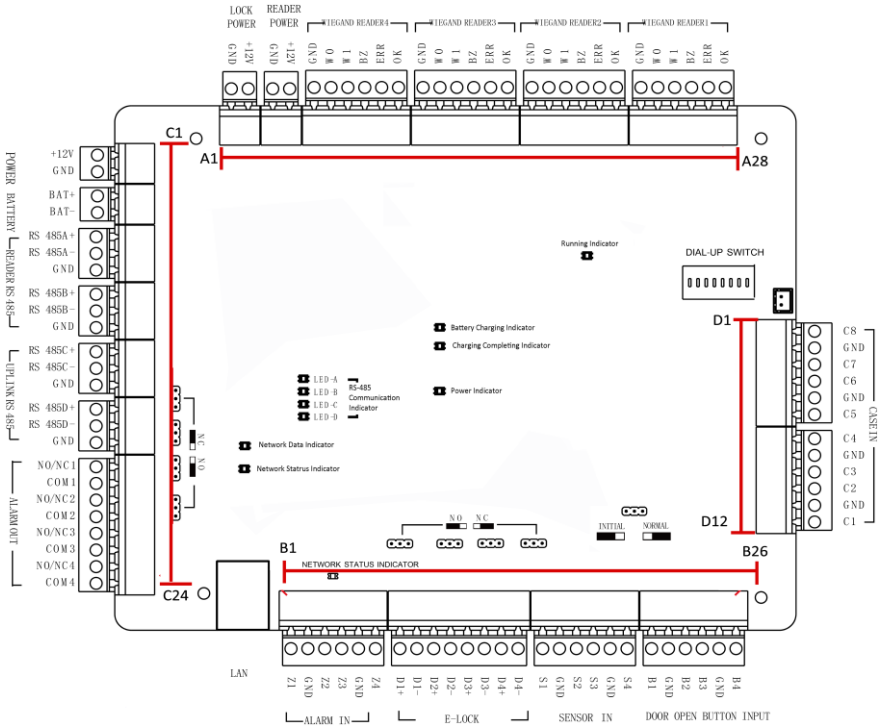 LOCK POWER
READER POWER
WIEGAND READER4
WIEGAND READER3
WIEGAND READER2
WIEGAND READER1
GND
+12V
GND
+12V
GND
W0
W1
BZ
ERR
OK
GND
W0
W1
BZ
ERR
OK
GND
W0
W1
BZ
ERR
OK
GND
W0
W1
BZ
ERR
OK
C1
A1
A28
POWER
+12V
GND
BATTERY
BAT+
BAT-
READER RS 485
RS 485A+
RS 485A-
GND
RS 485B+
RS 485B-
GND
UPLINK RS 485
RS 485C+
RS 485C-
GND
RS 485D+
RS 485D-
GND
ALARM OUT
NO/NC1
COM1
NO/NC2
COM2
NO/NC3
COM3
NO/NC4
COM4
NC
NO
C24
Running Indicator
DIAL-UP SWITCH
Battery Charging Indicator
Charging Completing Indicator
Power Indicator
LED-A
LED-B
LED-C
LED-D
RS-485
Communication
Indicator
Network Data Indicator
Network Statrus Indicator
D1
D12
C8
GND
C7
C6
GND
C5
C4
GND
C3
C2
GND
C1
CASE IN
NO
NC
INITIAL
NORMAL
B1
B26
NETWORK STATUS INDICATOR
LAN
Z1
GND
Z2
Z3
GND
Z4
D1+
D1-
D2+
D2-
D3+
D3-
D4+
D4-
S1
GND
S2
S3
GND
S4
B1
GND
B2
B3
GND
B4
ALARM IN
E-LOCK
SENSOR IN
DOOR OPEN BUTTON INPUT